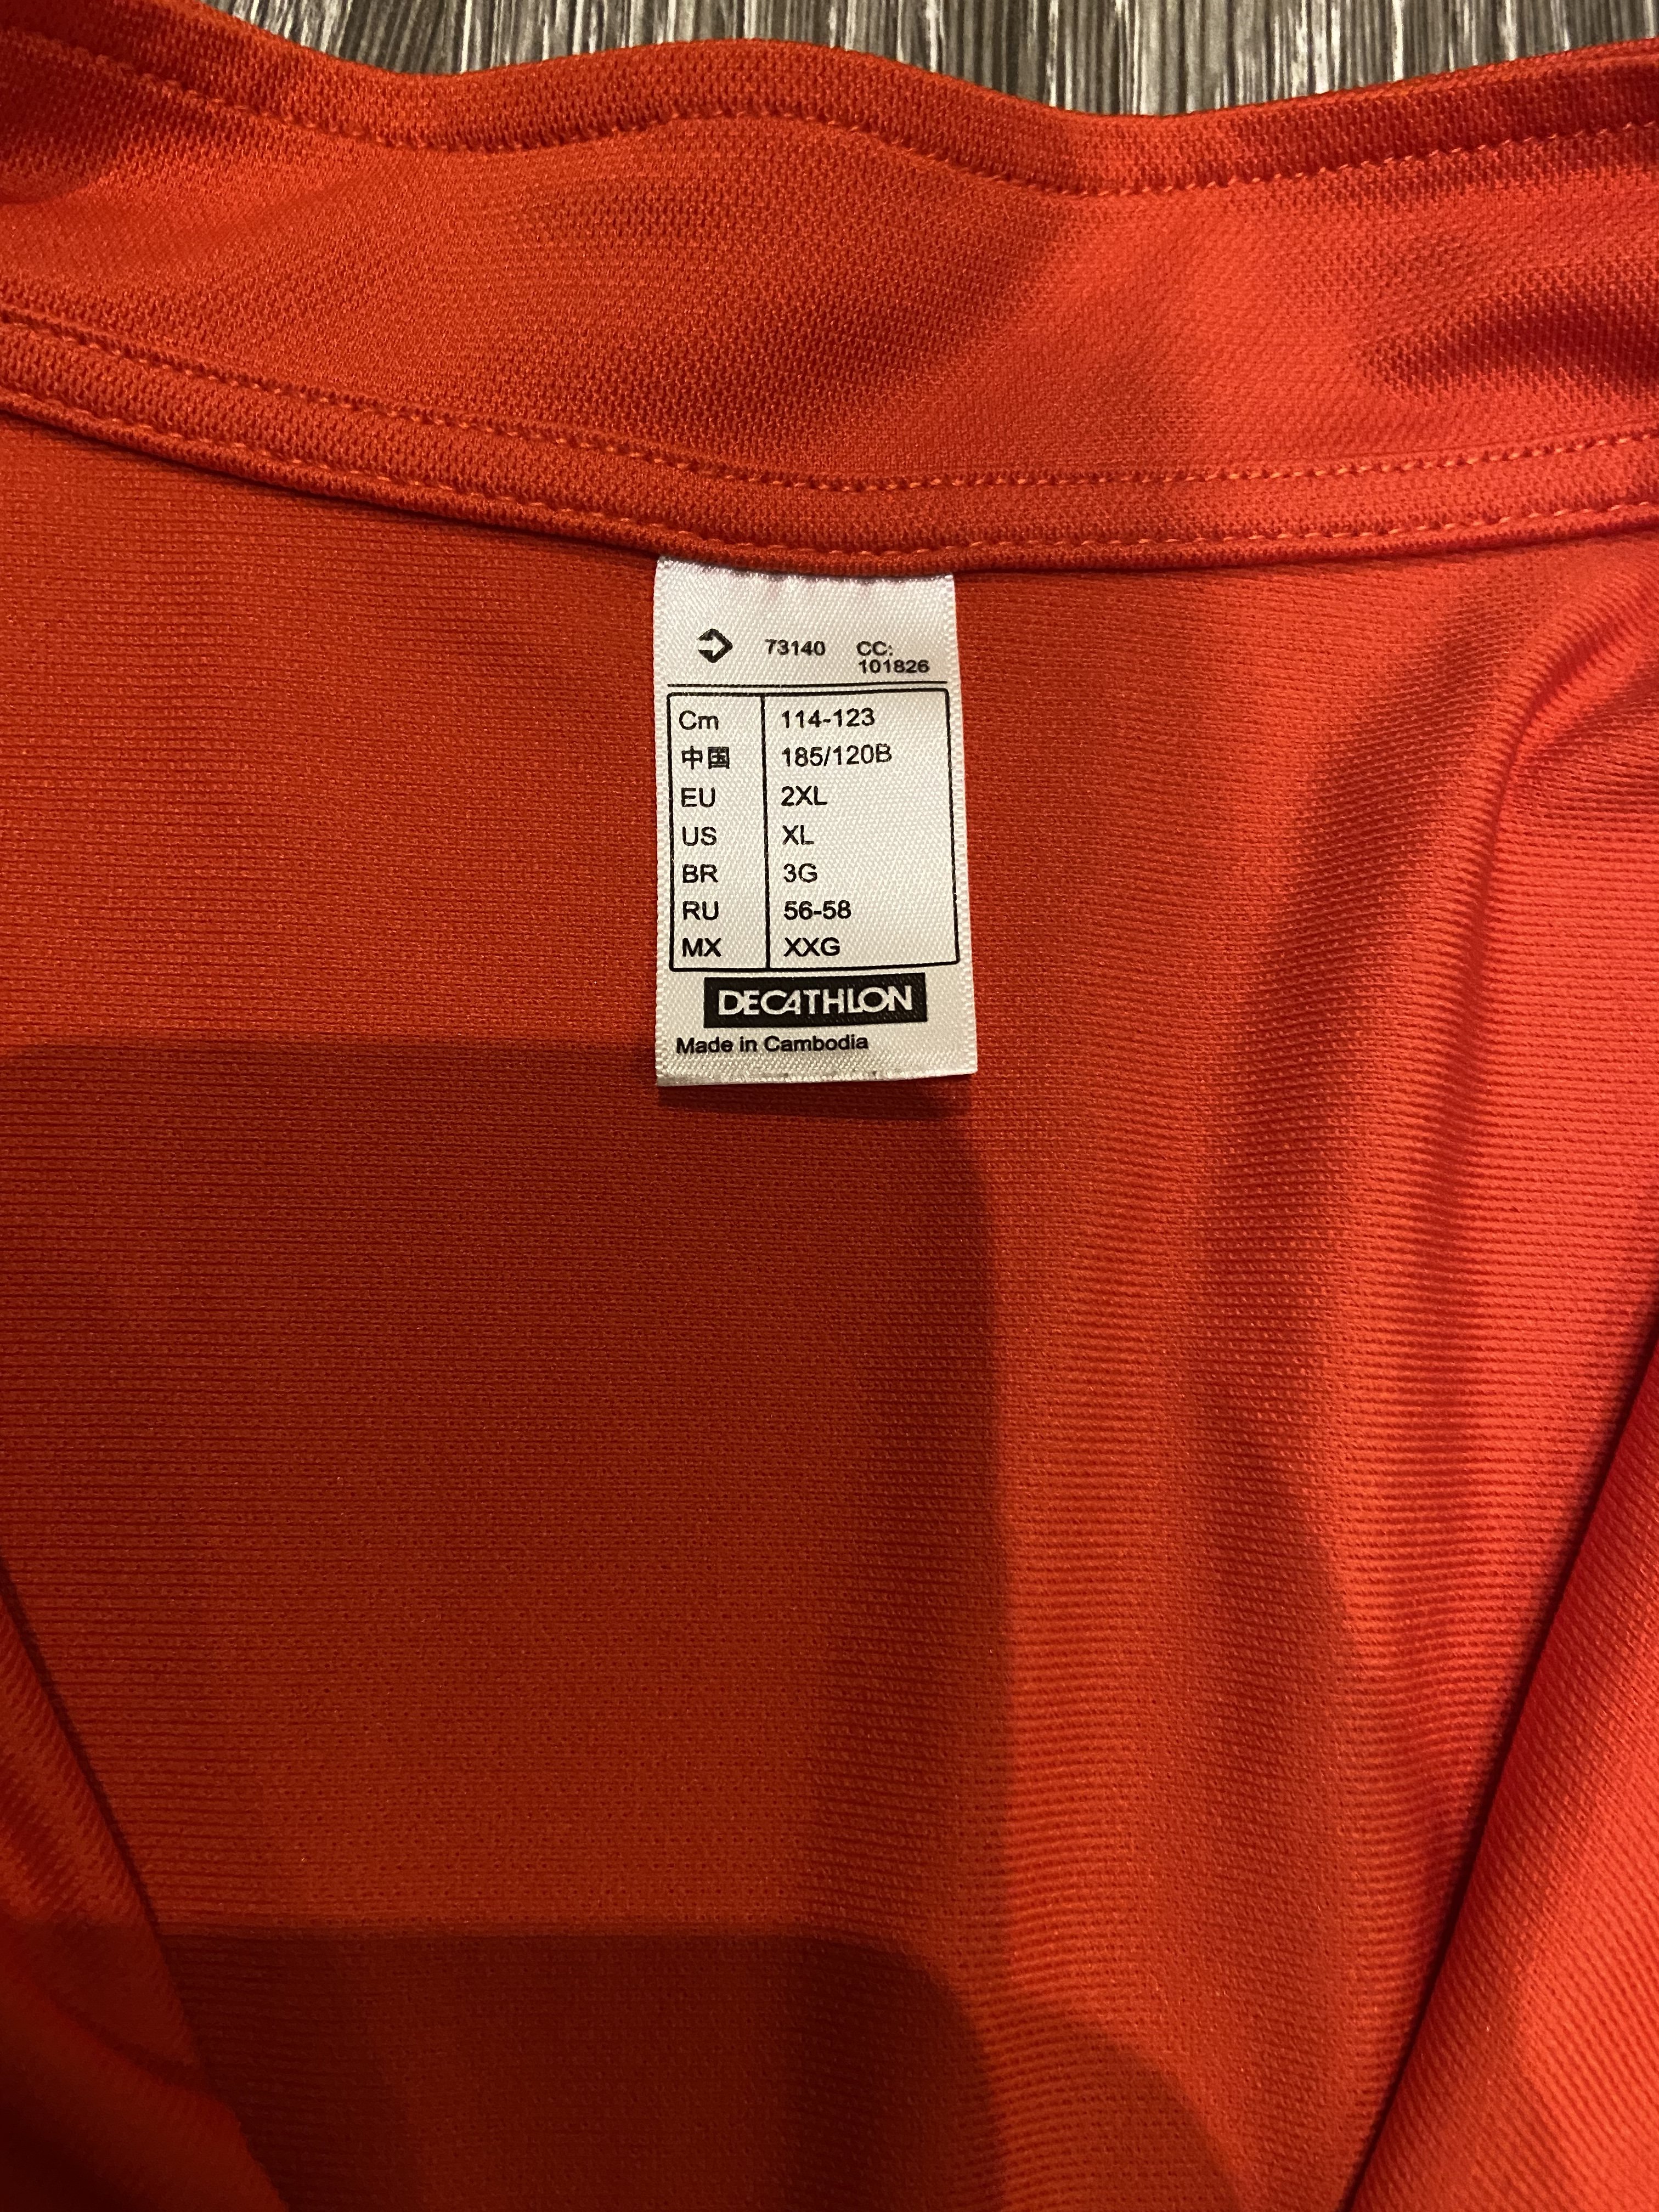 73140 CC:
101826
Cm 114-123
中国 185/120B
EU 2XL
US XL
BR 3G
RU 56-58
MX XXG
DECATHLON
Made in Cambodia